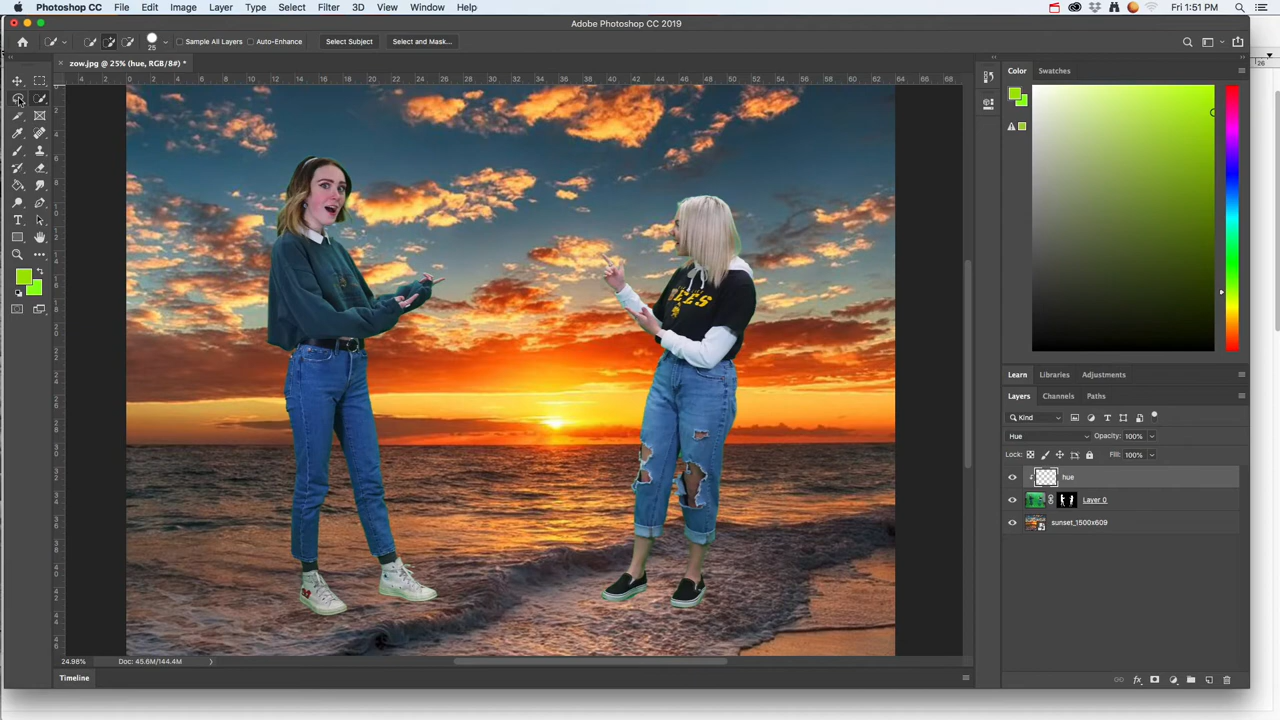 Photoshop CC File Edit Image Layer Type Select Filter 3D View Window Help Fri 1:51 PM
Adobe Photoshop CC 2019
25 Sample All Layers Auto-Enhance Select Subject Select and Mask...
zow.jpg @ 25% (hue, RGB/8#) *
Color Swatches
EES
Learn Libraries Adjustments
Layers Channels Paths
Kind
Hue Opacity: 100%
Lock: Fill: 100%
hue
Layer 0
sunset_1500x609
24.98% Doc: 45.6M/144.4M
Timeline